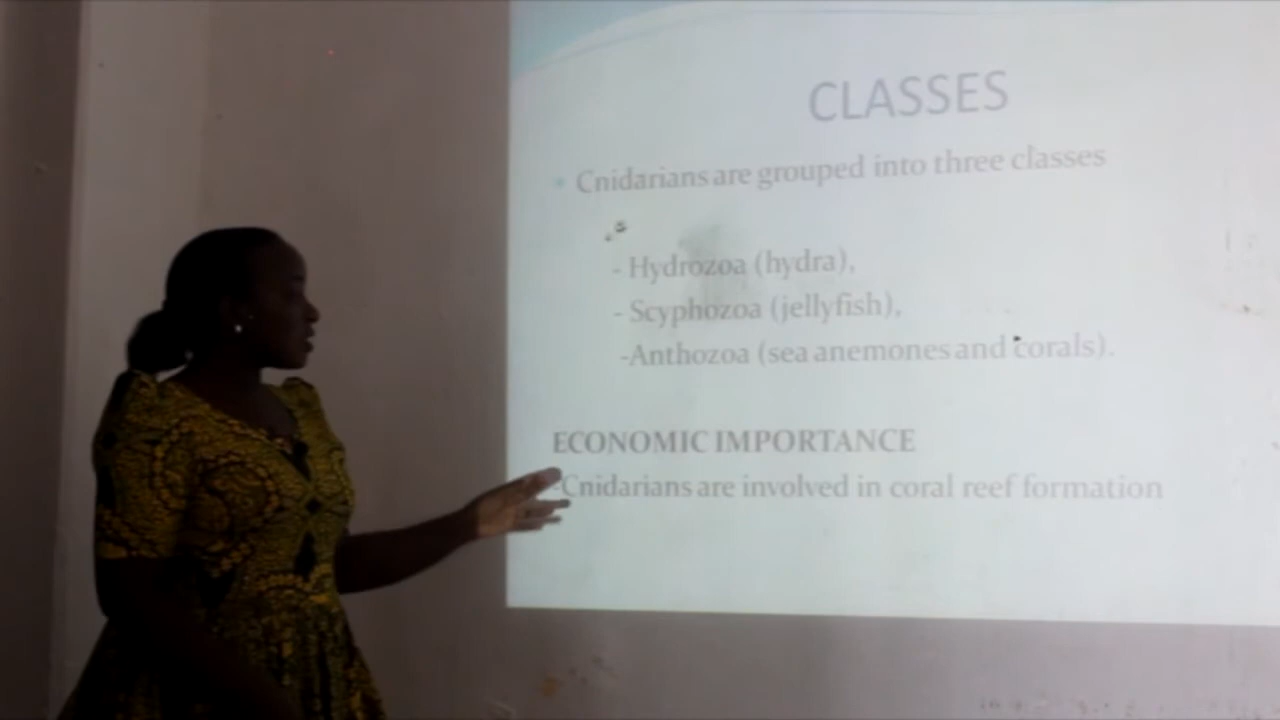 CLASSES
Cnidarians are grouped into three classes
- Hydrozoa (hydra),
- Scyphozoa (jellyfish),
-Anthozoa (sea anemones and corals).
ECONOMIC IMPORTANCE
-Cnidarians are involved in coral reef formation